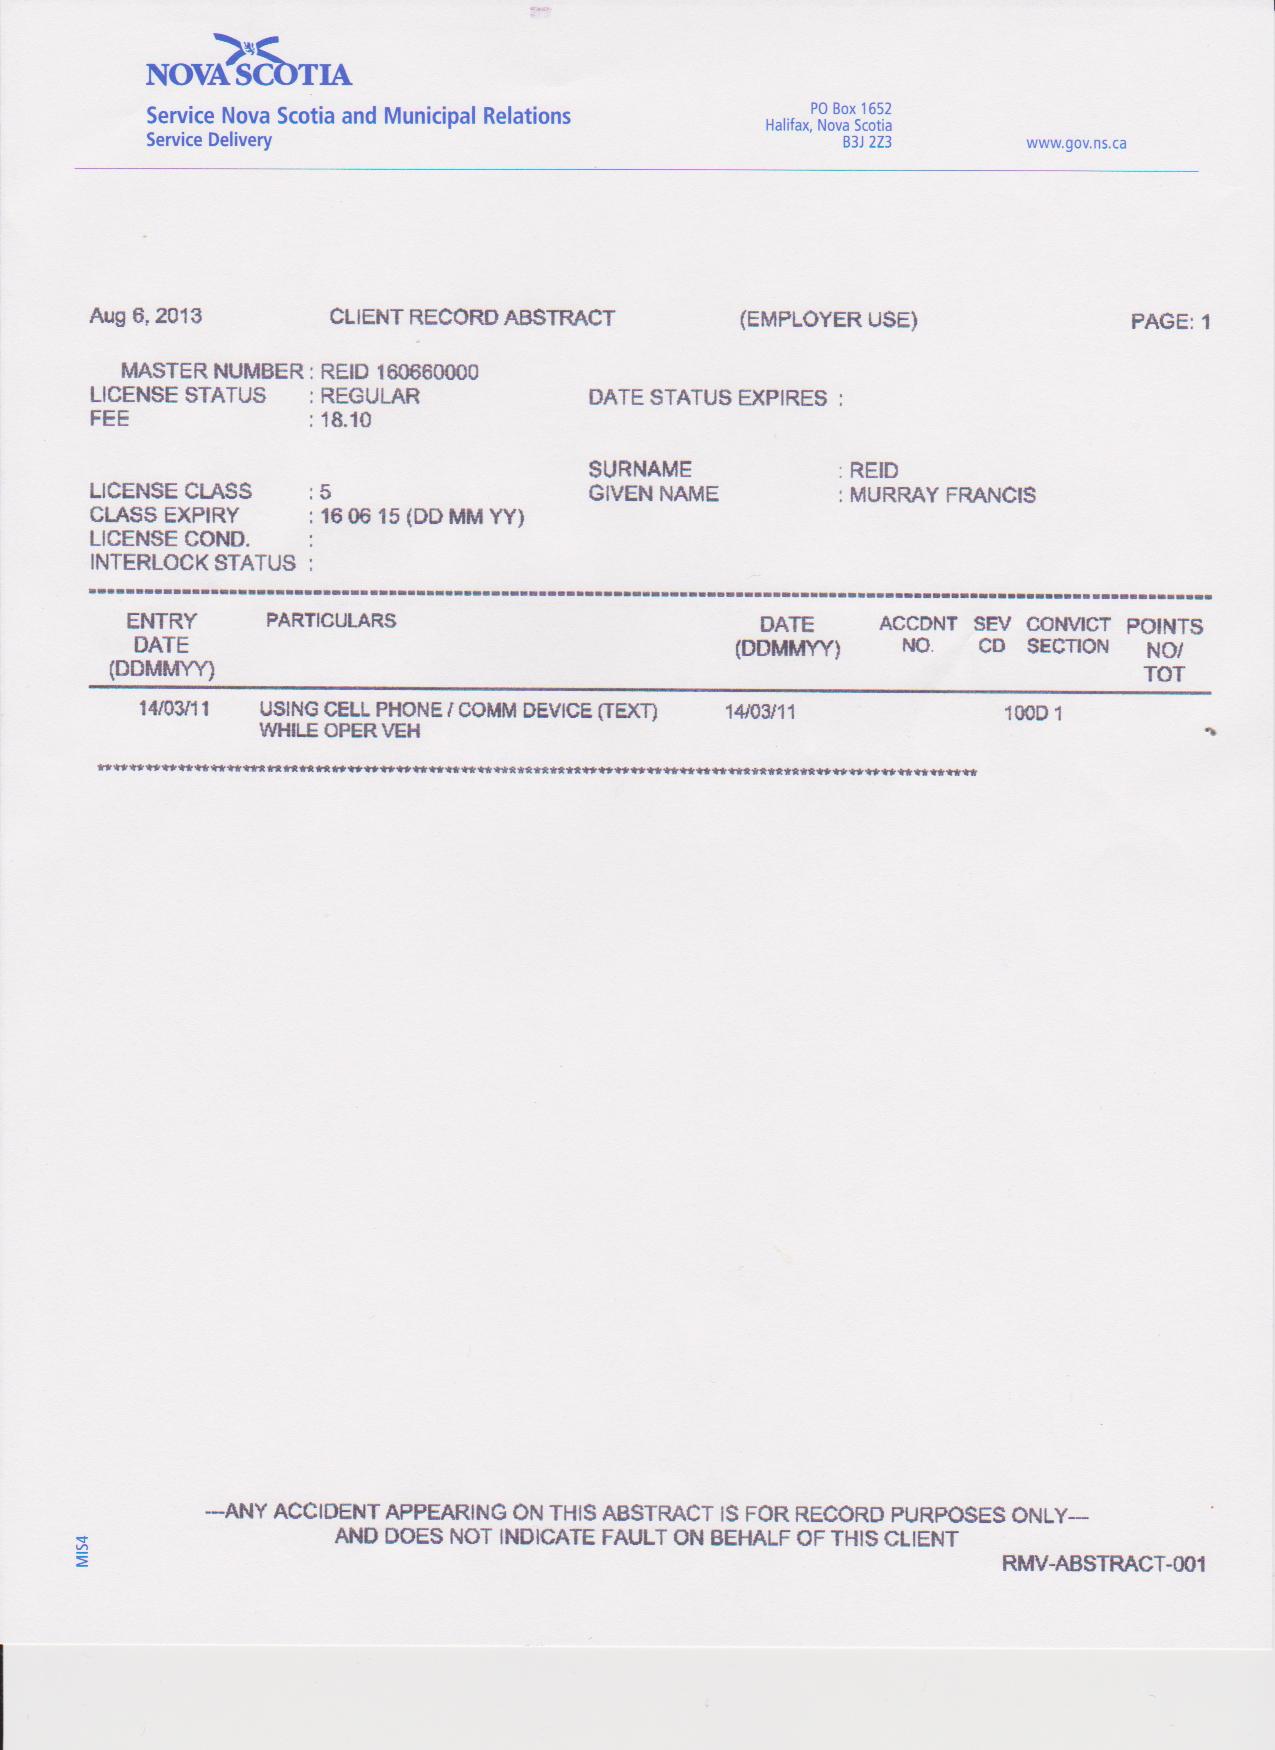 NOVA SCOTIA
Service Nova Scotia and Municipal Relations
Service Delivery
PO Box 1652
Halifax, Nova Scotia
B3J 2Z3
www.gov.ns.ca
Aug 6, 2013 CLIENT RECORD ABSTRACT (EMPLOYER USE) PAGE: 1
MASTER NUMBER : REID 160660000
LICENSE STATUS : REGULAR DATE STATUS EXPIRES :
FEE : 18.10
SURNAME : REID
LICENSE CLASS : 5 GIVEN NAME : MURRAY FRANCIS
CLASS EXPIRY : 16 06 15 (DD MM YY)
LICENSE COND. :
INTERLOCK STATUS :
ENTRY PARTICULARS DATE ACCDNT SEV CONVICT POINTS
DATE (DDMMYY) NO. CD SECTION NO/
(DDMMYY) TOT
14/03/11 USING CELL PHONE / COMM DEVICE (TEXT) 14/03/11 100D 1
WHILE OPER VEH
---ANY ACCIDENT APPEARING ON THIS ABSTRACT IS FOR RECORD PURPOSES ONLY---
AND DOES NOT INDICATE FAULT ON BEHALF OF THIS CLIENT
RMV-ABSTRACT-001
MIS4